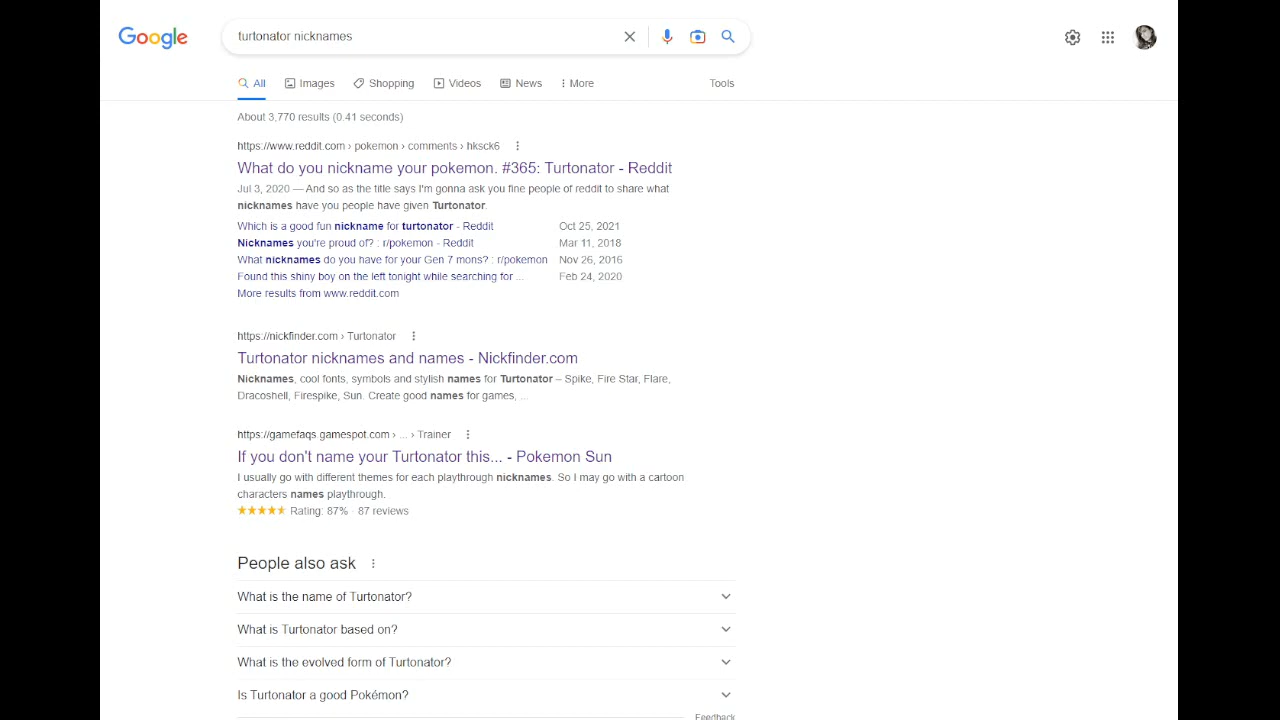 Google
turtonator nicknames
All Images Shopping Videos News More Tools
About 3,770 results (0.41 seconds)
https://www.reddit.com › pokemon › comments › hksck6
What do you nickname your pokemon. #365: Turtonator - Reddit
Jul 3, 2020 — And so as the title says I'm gonna ask you fine people of reddit to share what
nicknames have you people have given Turtonator.
Which is a good fun nickname for turtonator - Reddit Oct 25, 2021
Nicknames you're proud of? : r/pokemon - Reddit Mar 11, 2018
What nicknames do you have for your Gen 7 mons? : r/pokemon Nov 26, 2016
Found this shiny boy on the left tonight while searching for ... Feb 24, 2020
More results from www.reddit.com
https://nickfinder.com › Turtonator
Turtonator nicknames and names - Nickfinder.com
Nicknames, cool fonts, symbols and stylish names for Turtonator – Spike, Fire Star, Flare,
Dracoshell, Firespike, Sun. Create good names for games, ...
https://gamefaqs.gamespot.com › ... › Trainer
If you don't name your Turtonator this... - Pokemon Sun
I usually go with different themes for each playthrough nicknames. So I may go with a cartoon
characters names playthrough.
Rating: 87% · 87 reviews
People also ask
What is the name of Turtonator?
What is Turtonator based on?
What is the evolved form of Turtonator?
Is Turtonator a good Pokémon?
Feedback